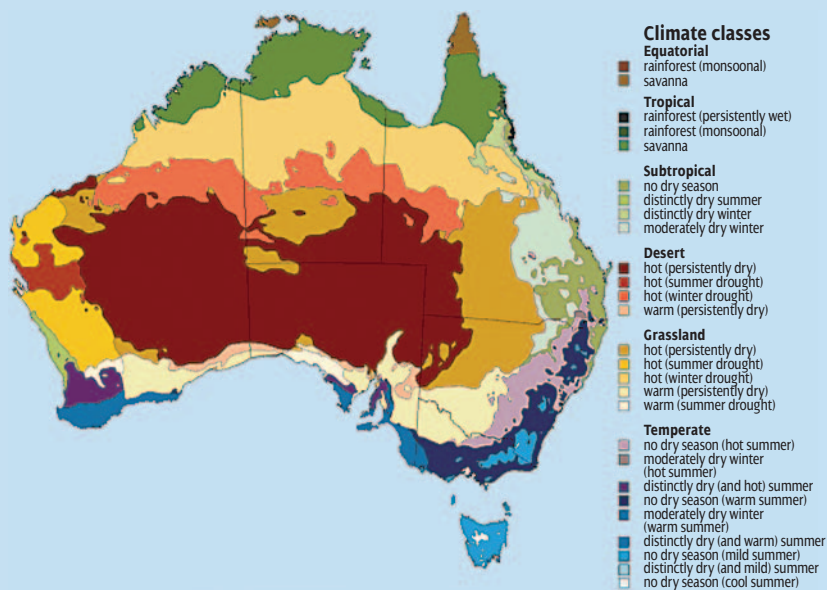 Climate classes
Equatorial
rainforest (monsoonal)
savanna
Tropical
rainforest (persistently wet)
rainforest (monsoonal)
savanna
Subtropical
no dry season
distinctly dry summer
distinctly dry winter
moderately dry winter
Desert
hot (persistently dry)
hot (summer drought)
hot (winter drought)
warm (persistently dry)
Grassland
hot (persistently dry)
hot (summer drought)
hot (winter drought)
warm (persistently dry)
warm (summer drought)
Temperate
no dry season (hot summer)
moderately dry winter
(hot summer)
distinctly dry (and hot) summer
no dry season (warm summer)
moderately dry winter
(warm summer)
distinctly dry (and warm) summer
no dry season (mild summer)
distinctly dry (and mild) summer
no dry season (cool summer)